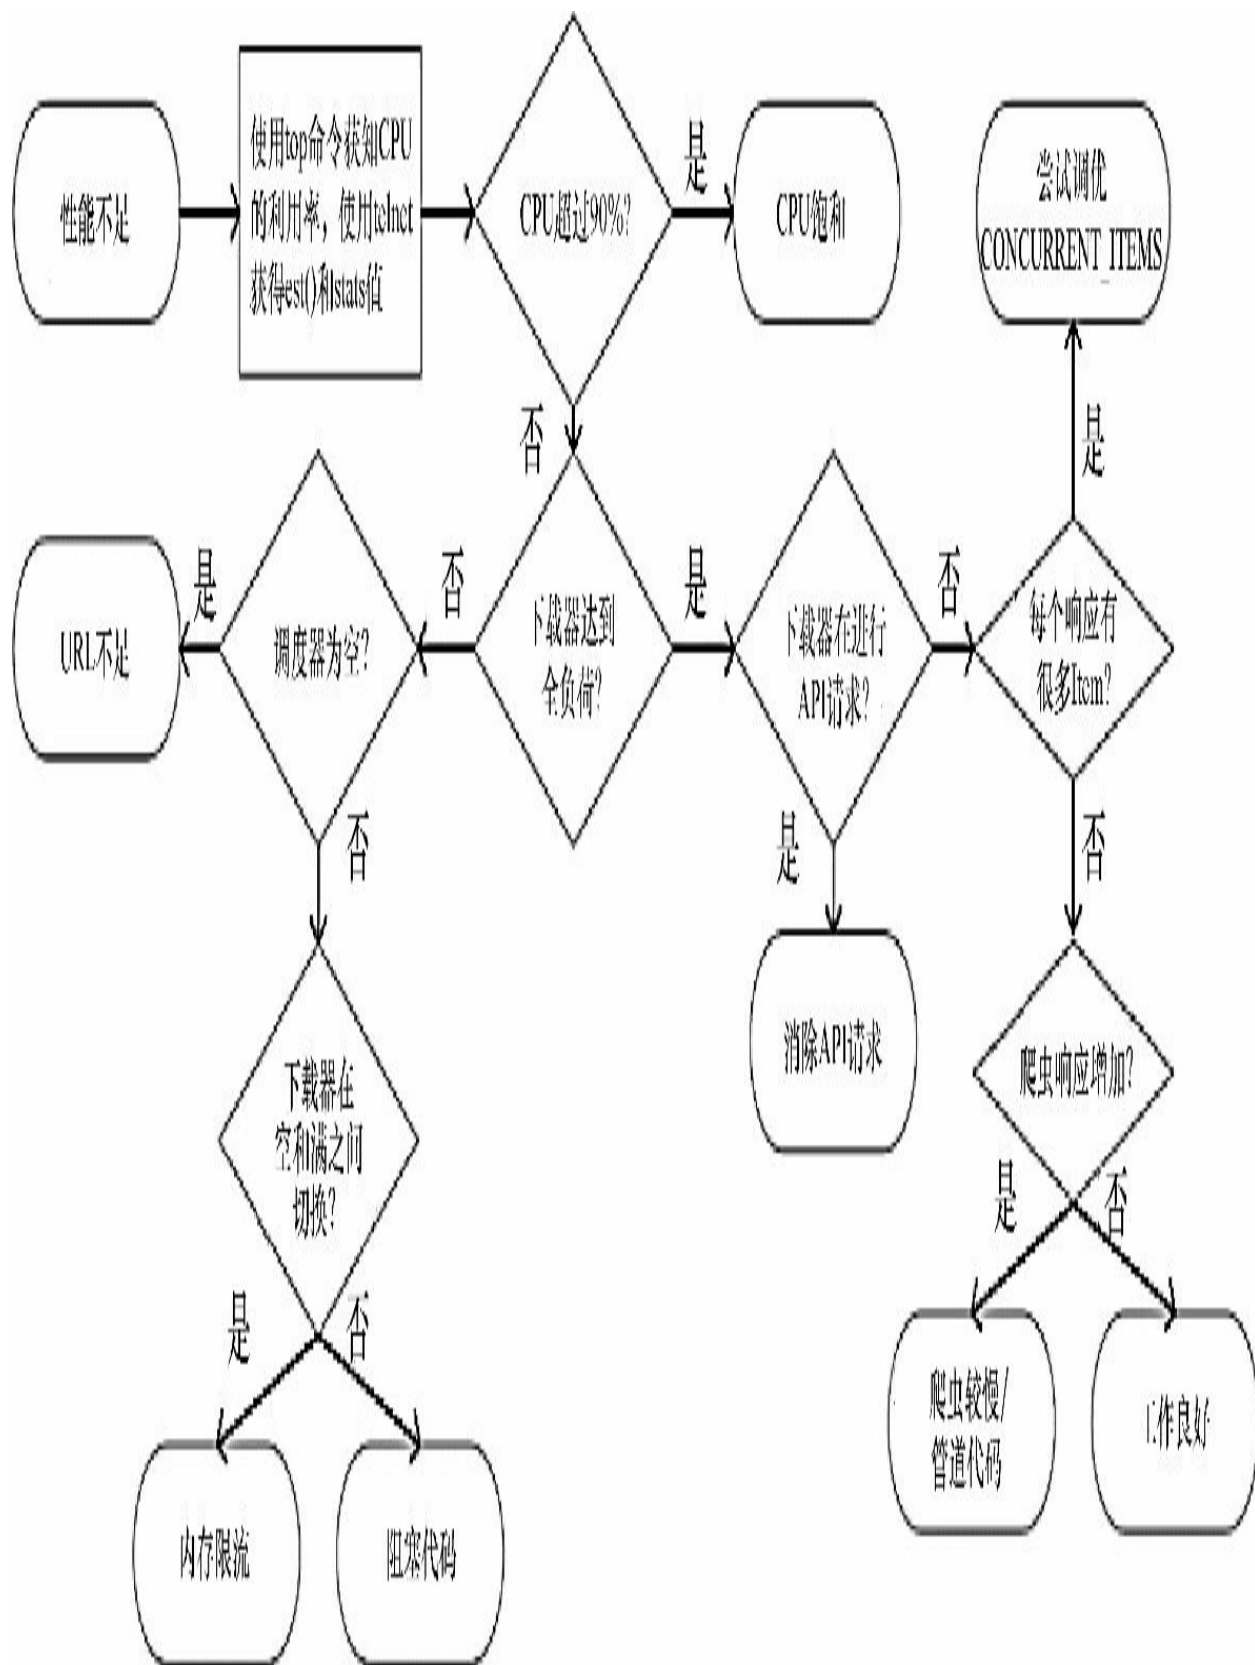 性能不足
使用top命令获知CPU
的利用率，使用telnet
获得est()和stats值
CPU超过90%?
是
CPU饱和
尝试调优
CONCURRENT_ITEMS
否
是
URL不足
是
调度器为空?
否
下载器达到
全负荷?
是
下载器在进行
API请求?
否
每个响应有
很多Item?
否
是
否
消除API请求
爬虫响应增加?
下载器在
空和满之间
切换?
是
否
是
否
爬虫较慢/
管道代码
工作良好
内存限流
阻塞代码